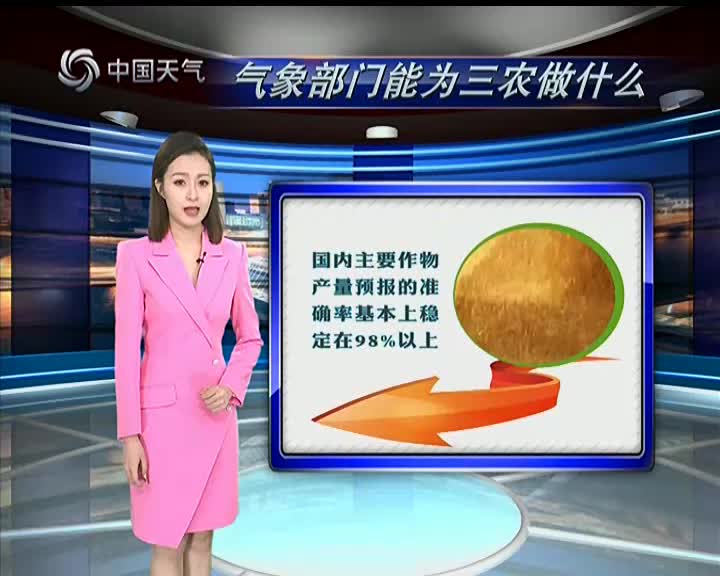 中国天气
气象部门能为三农做什么
国内主要作物
产量预报的准
确率基本上稳
定在98%以上